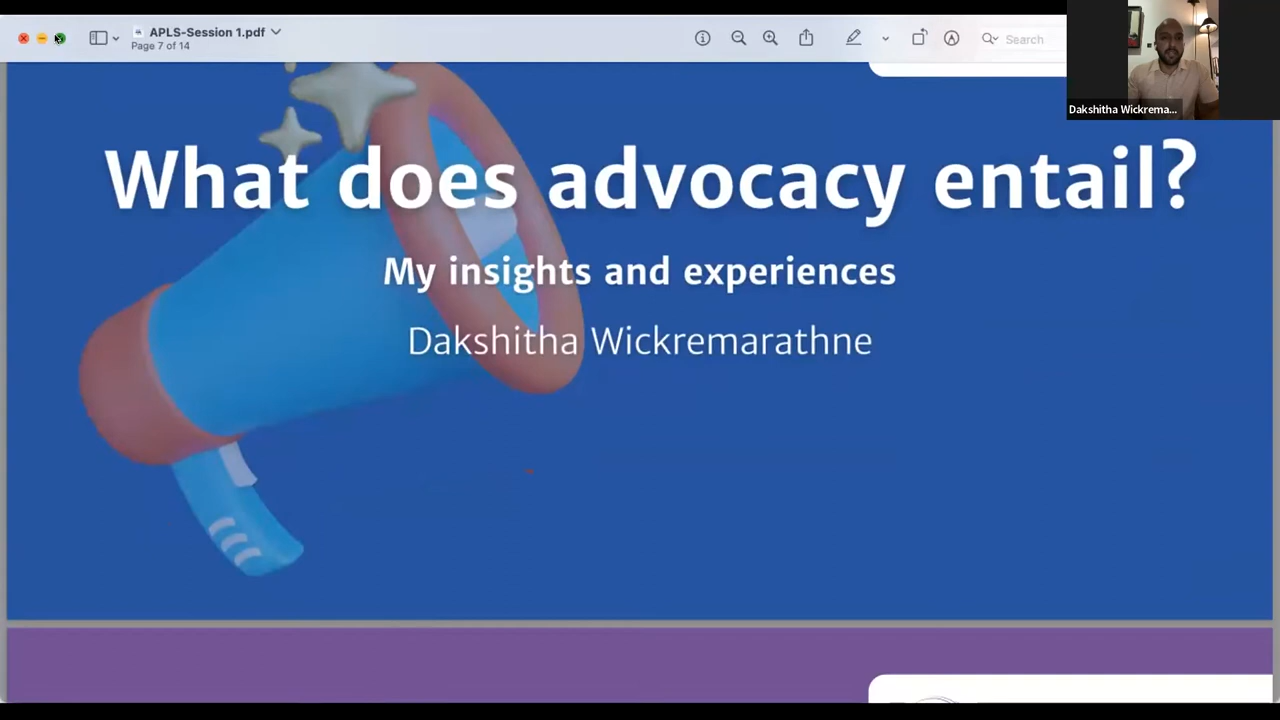 APLS-Session 1.pdf
Page 7 of 14
Search
Dakshitha Wickrema...
What does advocacy entail?
My insights and experiences
Dakshitha Wickremarathne